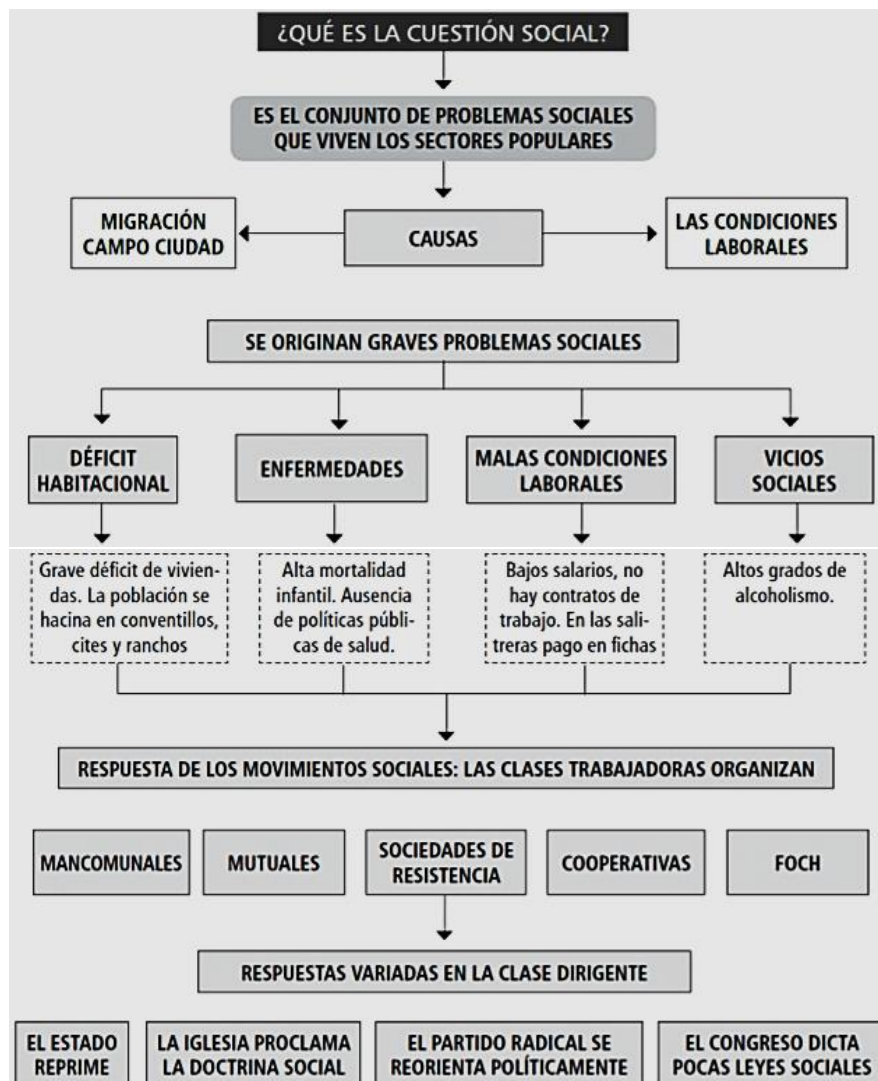 ¿QUÉ ES LA CUESTIÓN SOCIAL?
ES EL CONJUNTO DE PROBLEMAS SOCIALES
QUE VIVEN LOS SECTORES POPULARES
MIGRACIÓN
CAMPO CIUDAD
CAUSAS
LAS CONDICIONES
LABORALES
SE ORIGINAN GRAVES PROBLEMAS SOCIALES
DÉFICIT
HABITACIONAL
ENFERMEDADES
MALAS CONDICIONES
LABORALES
VICIOS
SOCIALES
Grave déficit de vivien-
das. La población se
hacina en conventillos,
cites y ranchos
Alta mortalidad
infantil. Ausencia
de políticas públi-
cas de salud.
Bajos salarios, no
hay contratos de
trabajo. En las sali-
treras pago en fichas
Altos grados de
alcoholismo.
RESPUESTA DE LOS MOVIMIENTOS SOCIALES: LAS CLASES TRABAJADORAS ORGANIZAN
MANCOMUNALES
MUTUALES
SOCIEDADES DE
RESISTENCIA
COOPERATIVAS
FOCH
RESPUESTAS VARIADAS EN LA CLASE DIRIGENTE
EL ESTADO
REPRIME
LA IGLESIA PROCLAMA
LA DOCTRINA SOCIAL
EL PARTIDO RADICAL SE
REORIENTA POLÍTICAMENTE
EL CONGRESO DICTA
POCAS LEYES SOCIALES